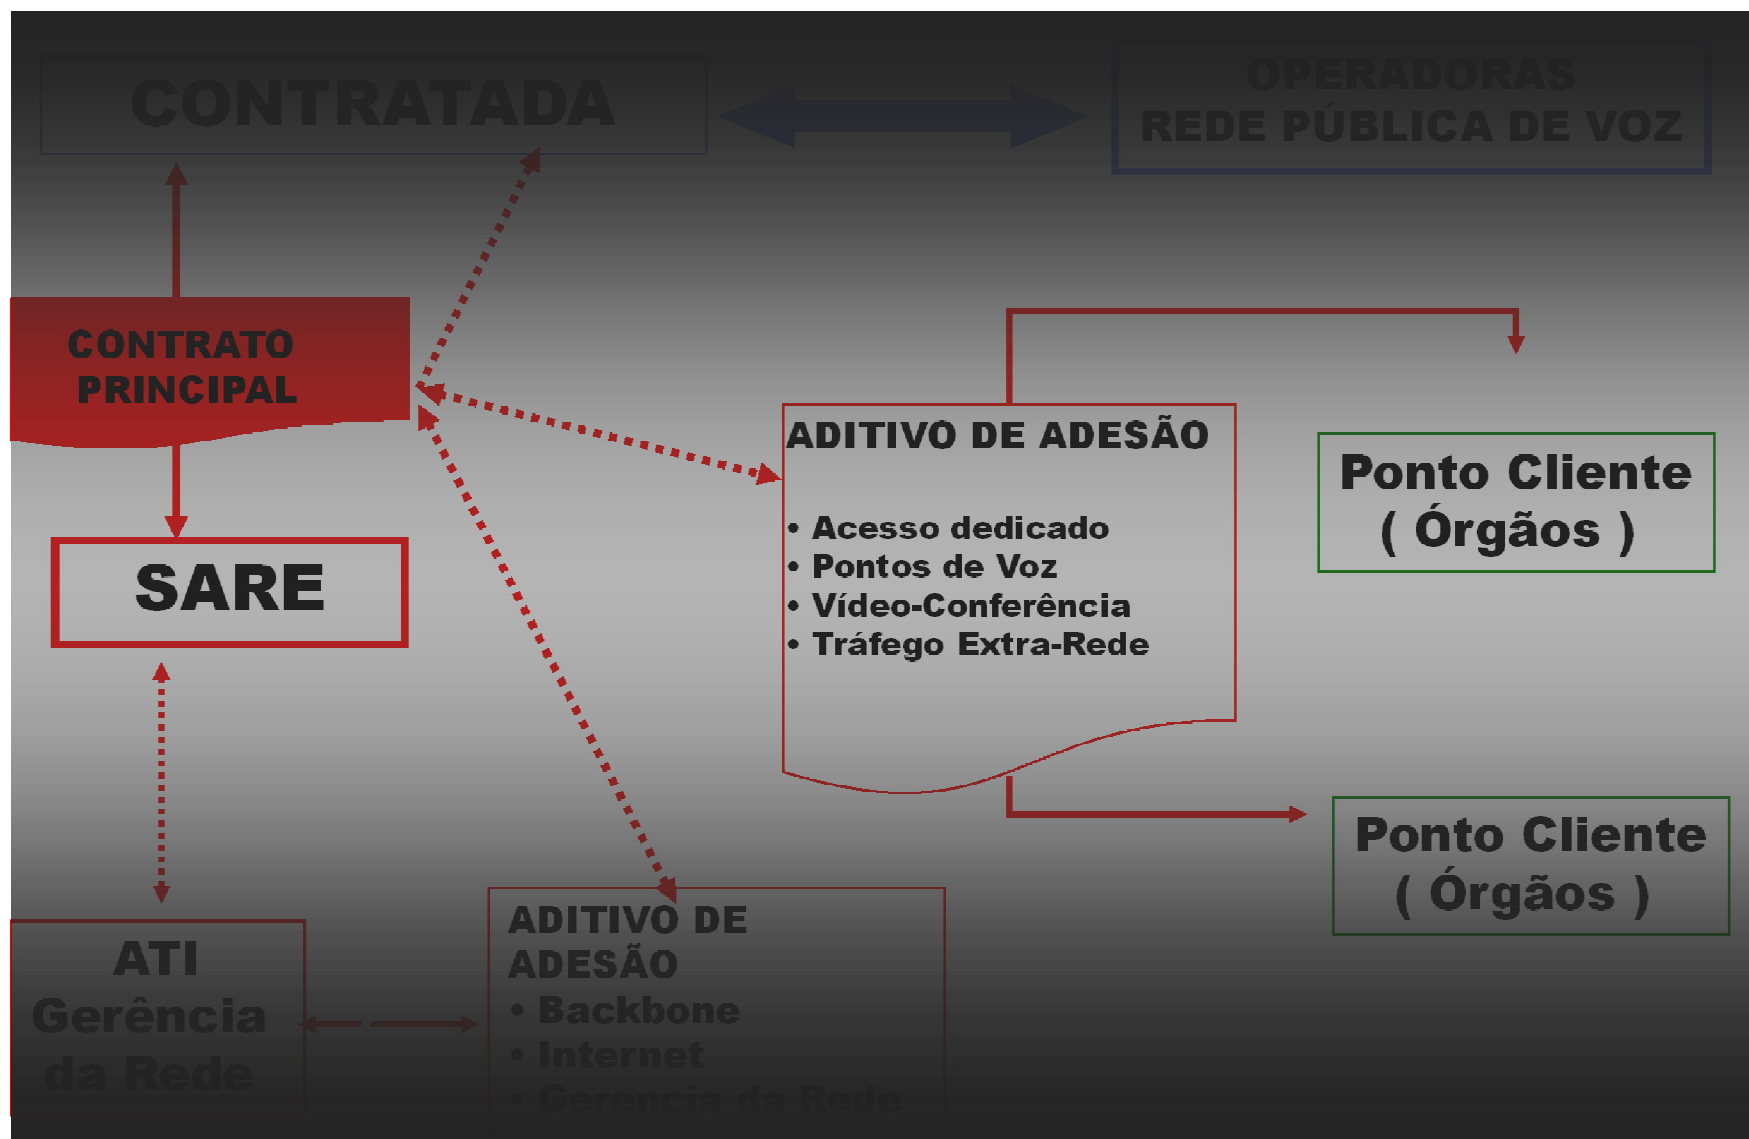 CONTRATADA
OPERADORAS
REDE PÚBLICA DE VOZ
CONTRATO
PRINCIPAL
ADITIVO DE ADESÃO
• Acesso dedicado
• Pontos de Voz
• Vídeo-Conferência
• Tráfego Extra-Rede
Ponto Cliente
( Órgãos )
SARE
Ponto Cliente
( Órgãos )
ATI
Gerência
da Rede
ADITIVO DE
ADESÃO
• Backbone
• Internet
• Gerencia da Rede